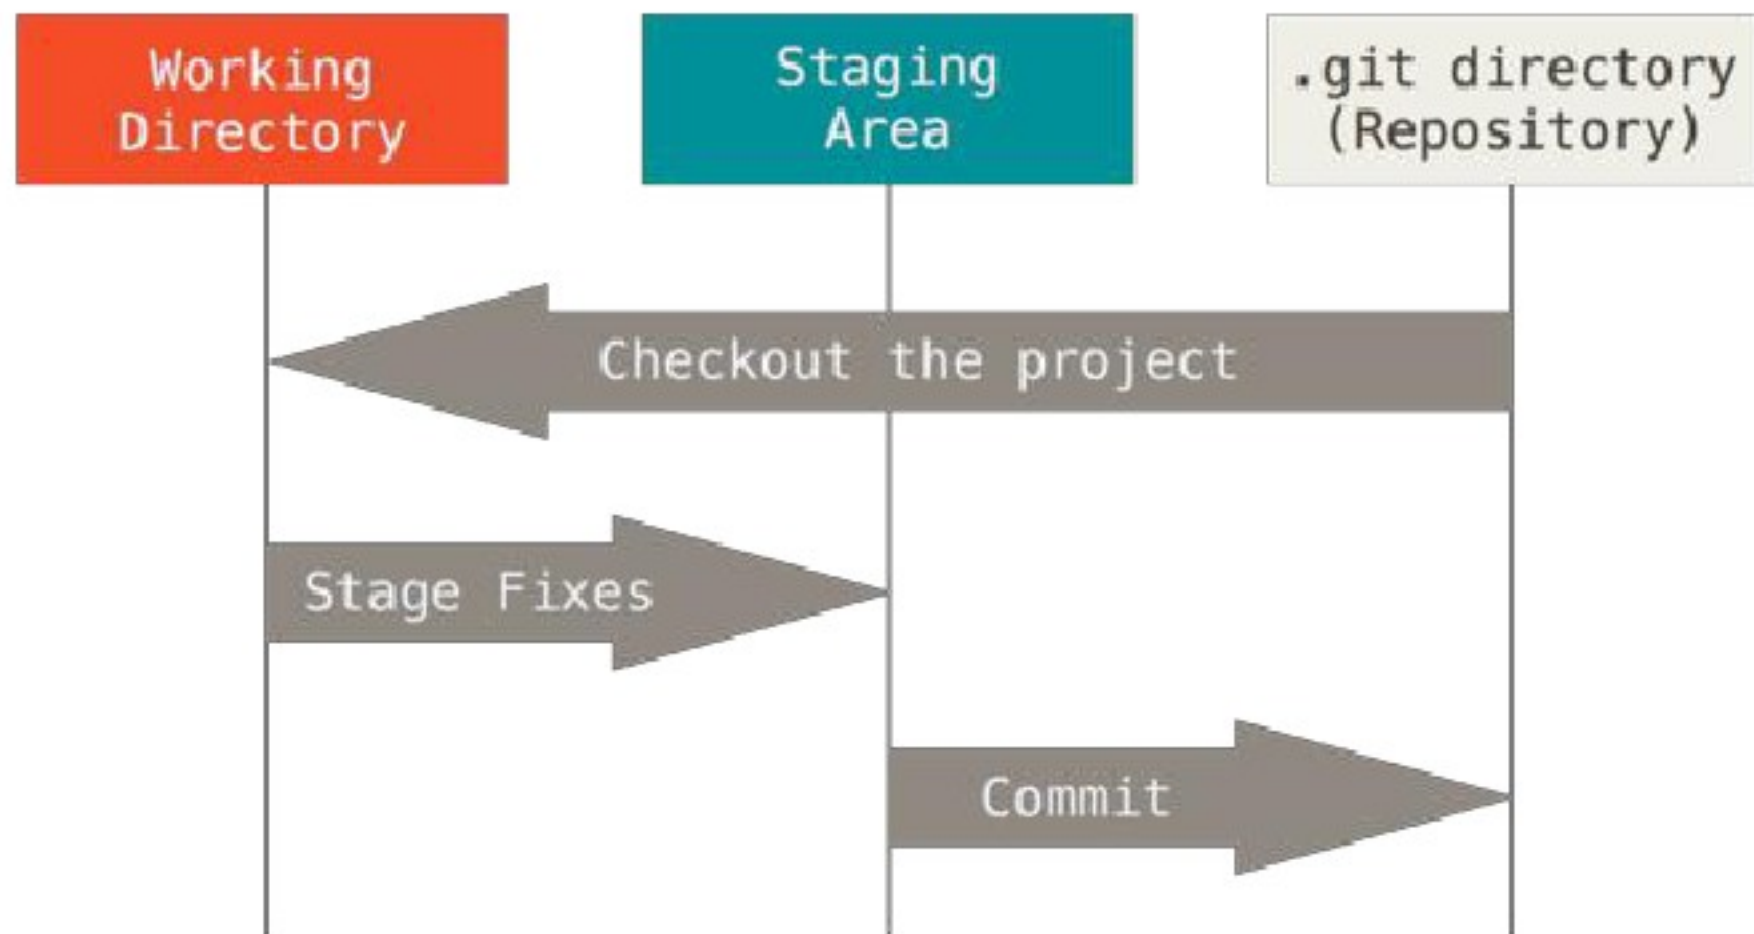 Working
Directory
Staging
Area
.git directory
(Repository)
Checkout the project
Stage Fixes
Commit